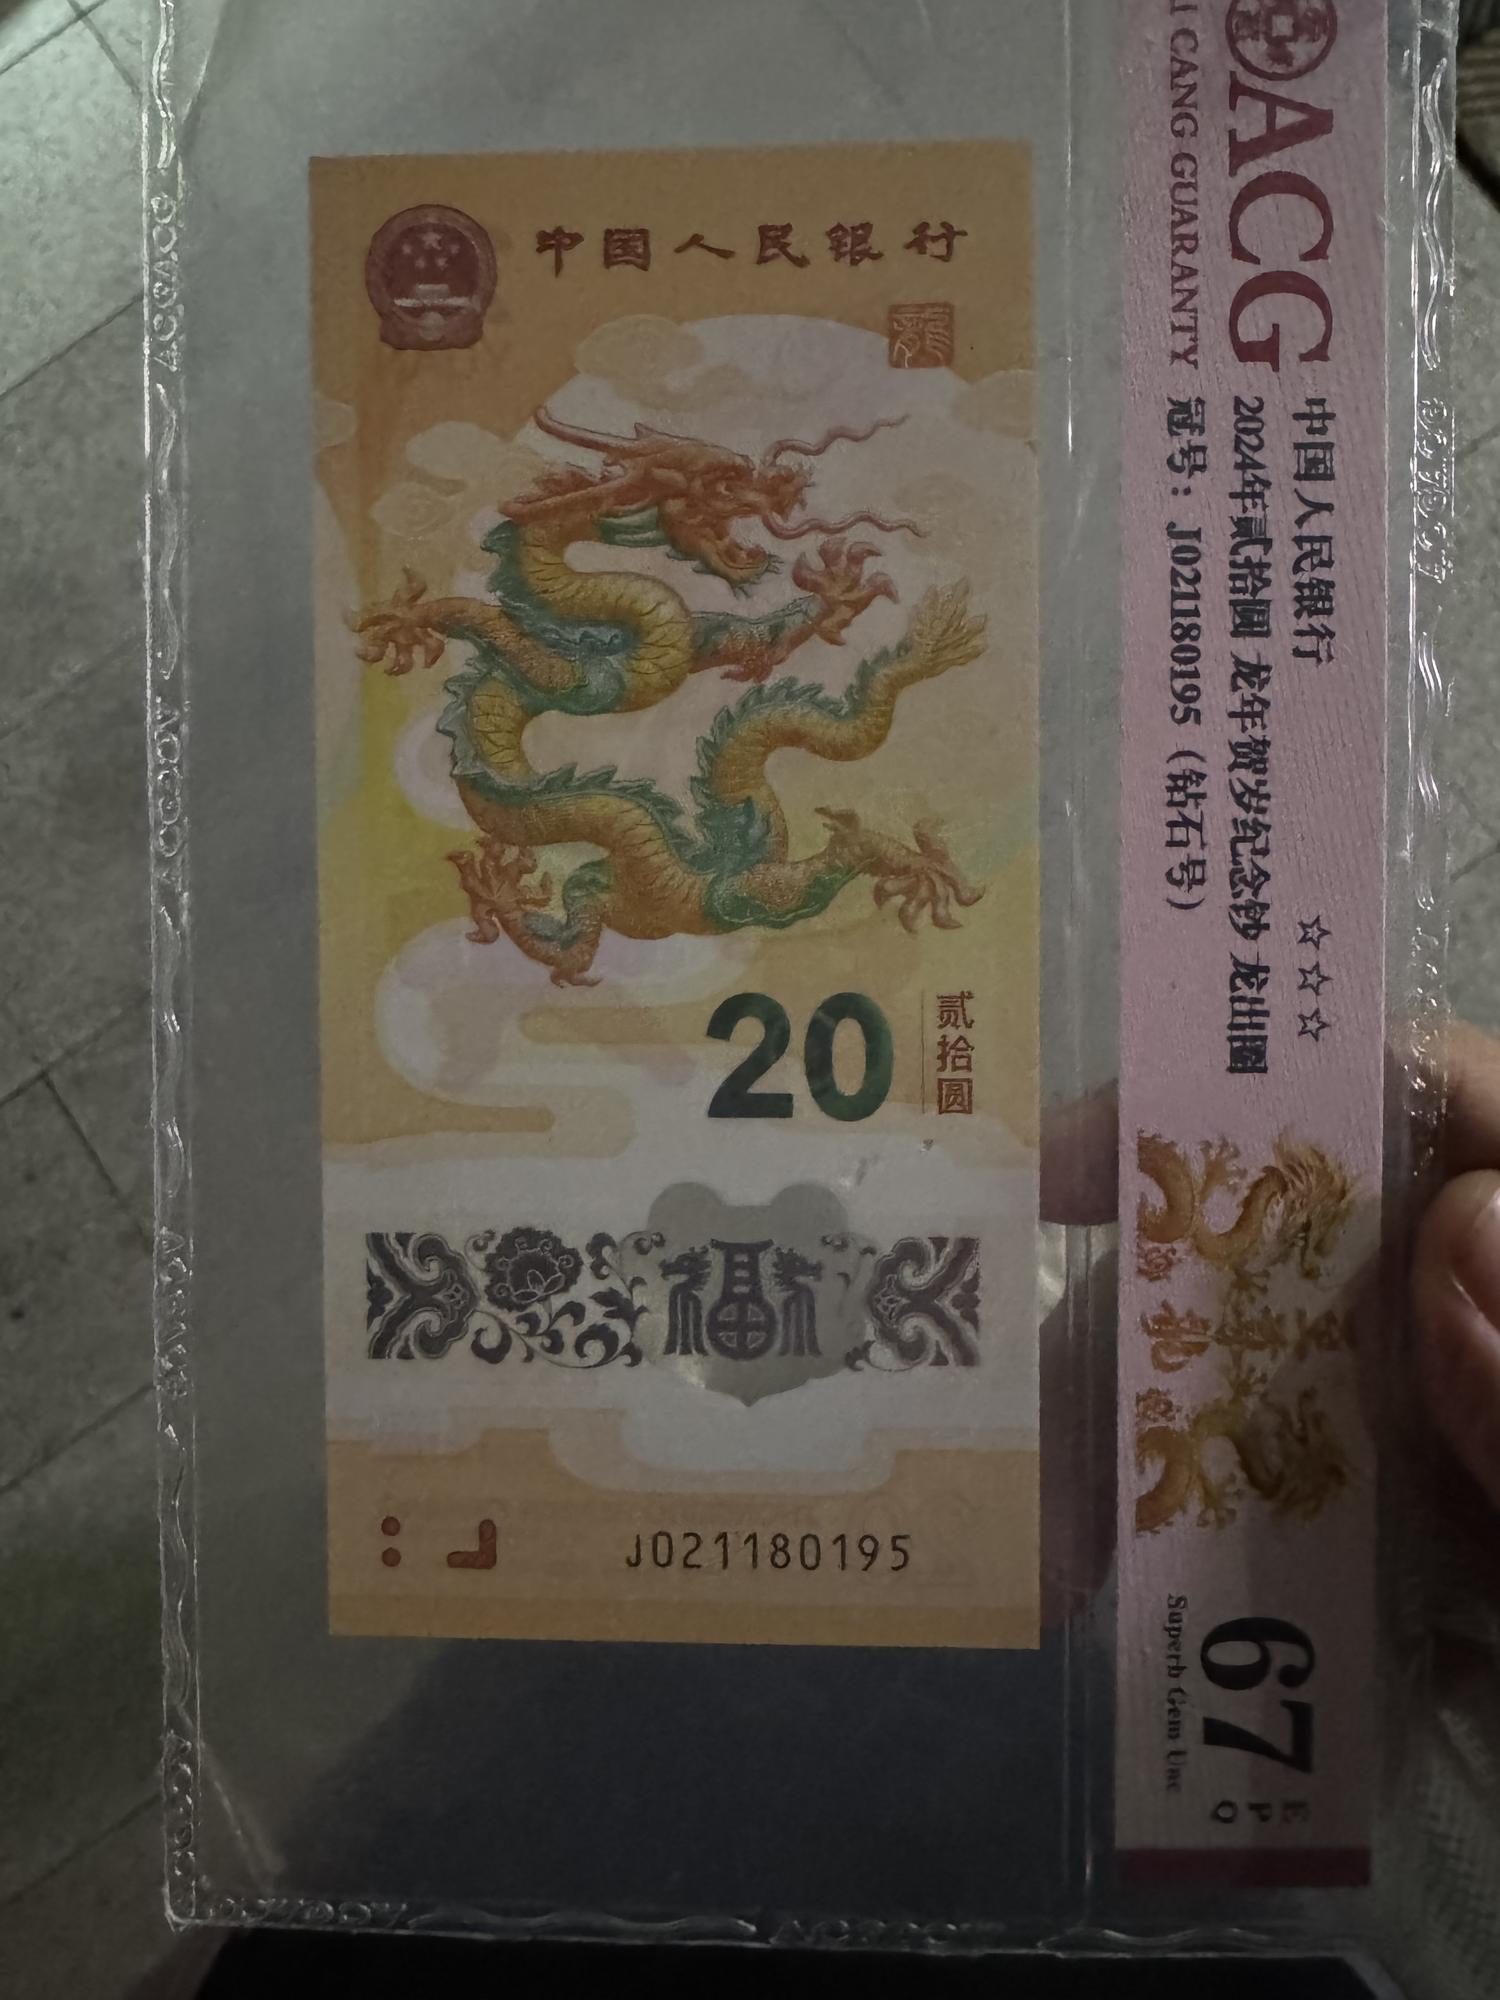 中国人民银行
龍
20
贰拾圆
福
J021180195
ACG
CANG GUARANTY
中国人民银行
☆☆☆
2024年贰拾圆 龙年贺岁纪念钞 龙出圈
冠号：J021180195（钻石号）
67
EPQ
Superb Gem Unc